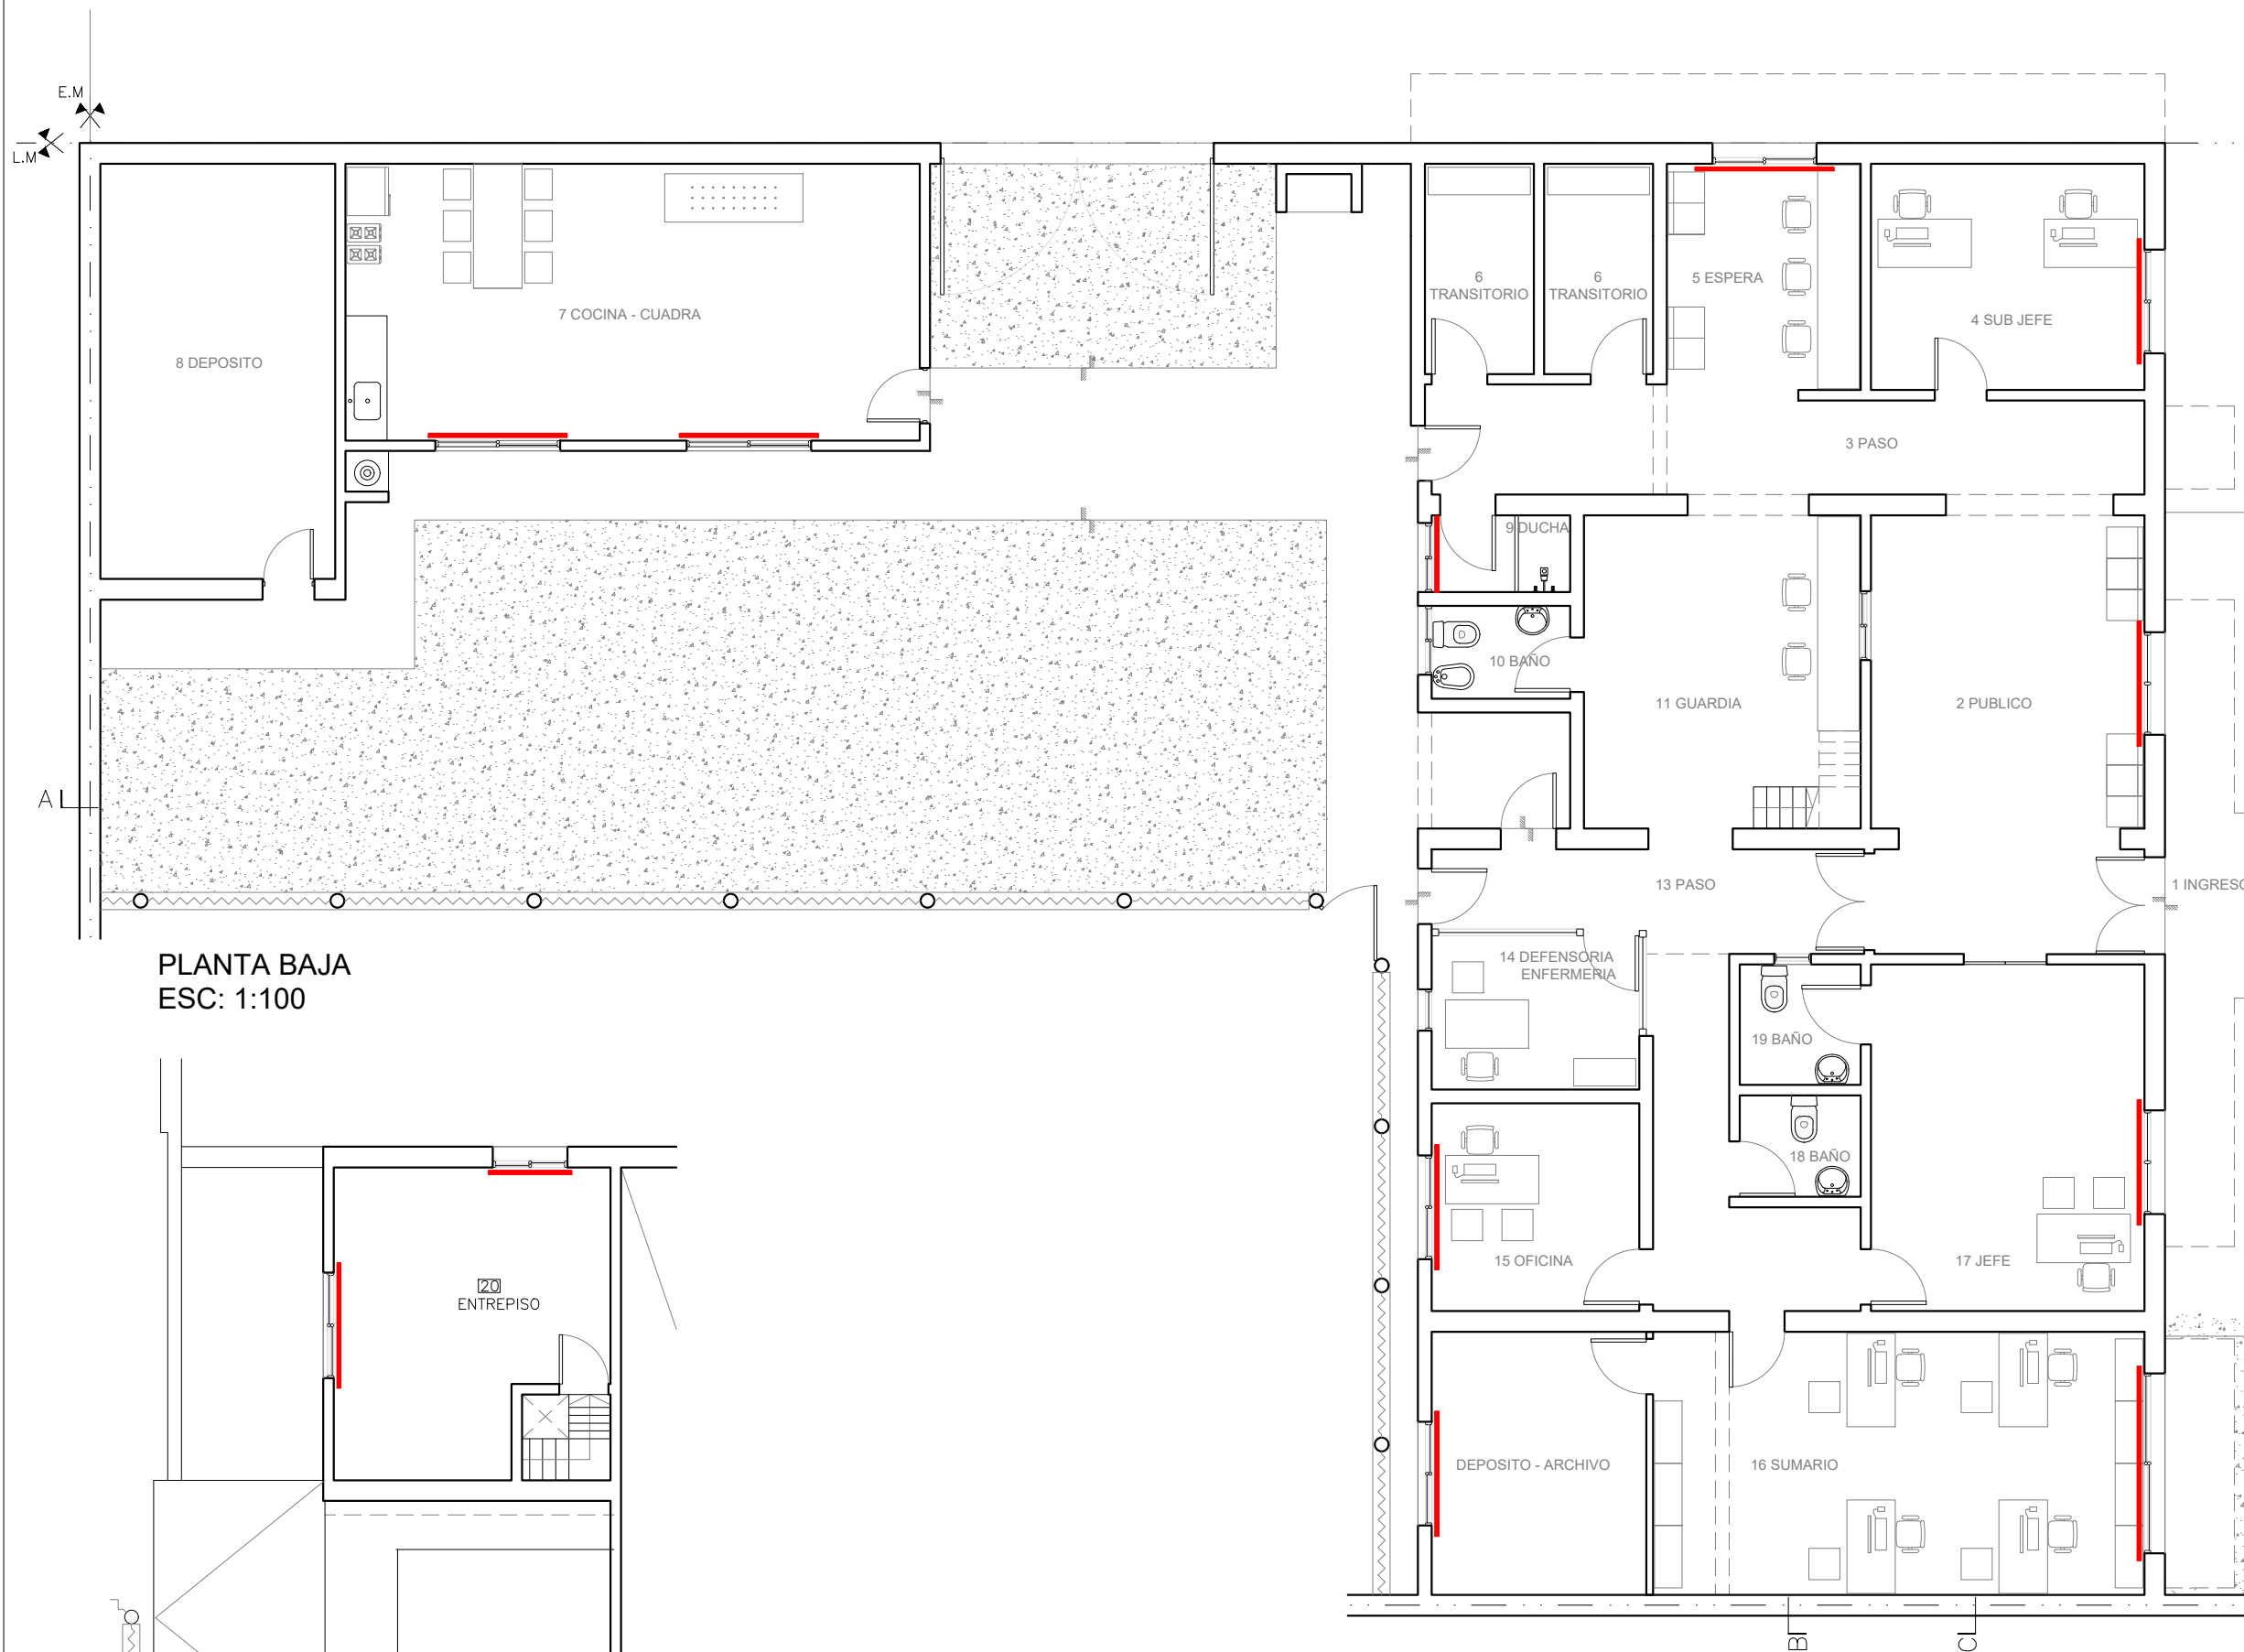 E.M
L.M
6
TRANSITORIO
6
TRANSITORIO
5 ESPERA
4 SUB JEFE
7 COCINA - CUADRA
8 DEPOSITO
3 PASO
9 DUCHA
10 BAÑO
11 GUARDIA
2 PUBLICO
A
13 PASO
1 INGRESO
PLANTA BAJA
ESC: 1:100
14 DEFENSORIA
ENFERMERIA
19 BAÑO
18 BAÑO
15 OFICINA
17 JEFE
20
ENTREPISO
DEPOSITO - ARCHIVO
16 SUMARIO
B
C